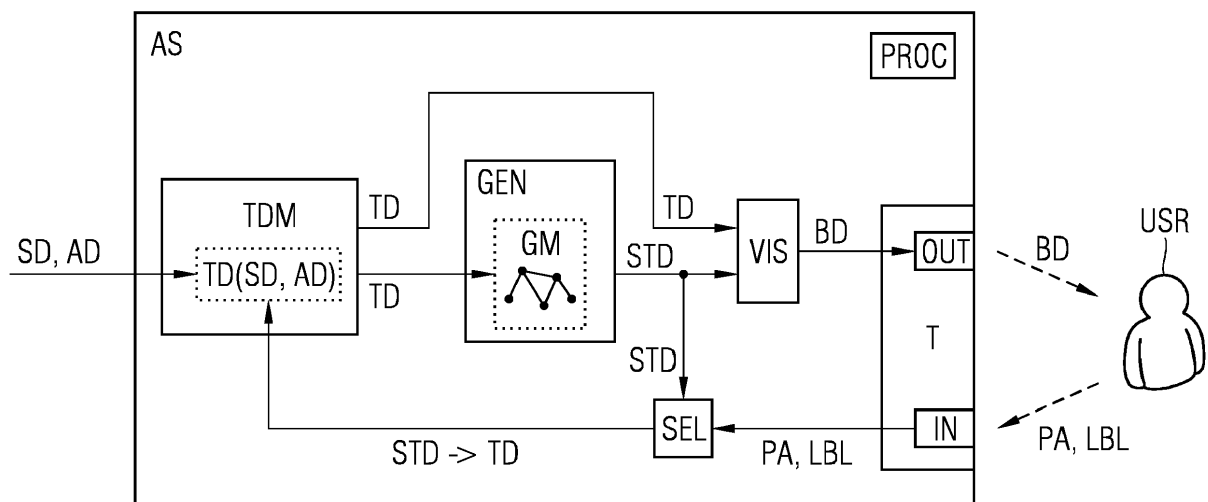 AS
PROC
SD, AD
TDM
TD(SD, AD)
TD
TD
GEN
GM
STD
TD
VIS
BD
OUT
BD
USR
T
STD
SEL
STD -> TD
PA, LBL
IN
PA, LBL